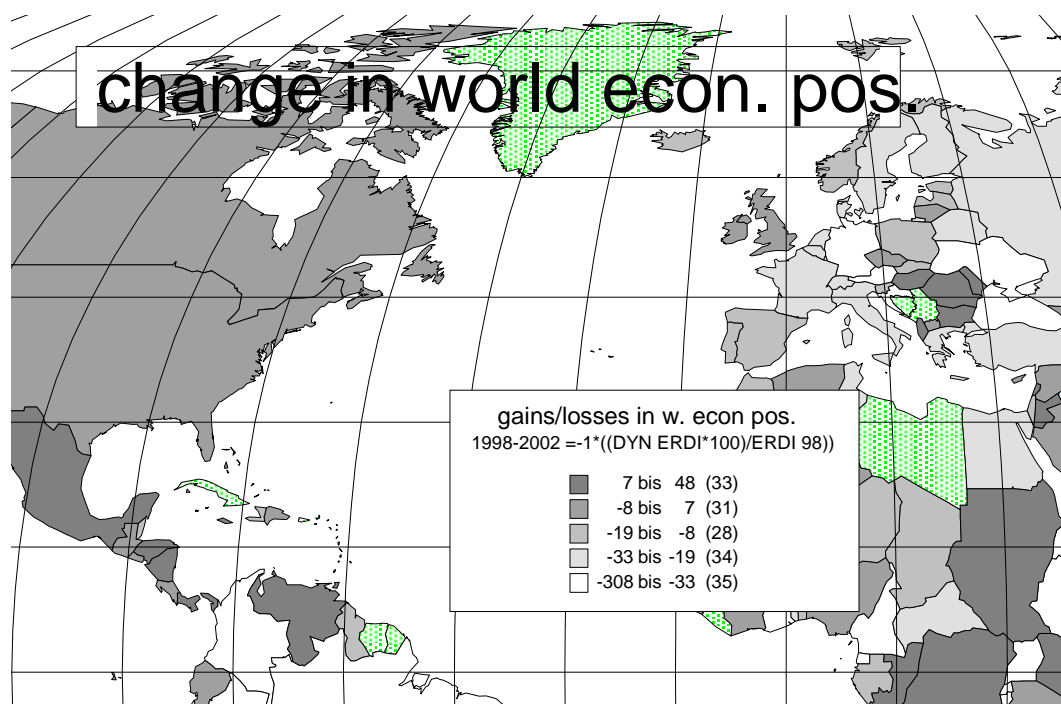 change in world econ. pos.
gains/losses in w. econ pos.
1998-2002 =-1*((DYN ERDI*100)/ERDI 98))
7 bis 48 (33)
-8 bis 7 (31)
-19 bis -8 (28)
-33 bis -19 (34)
-308 bis -33 (35)